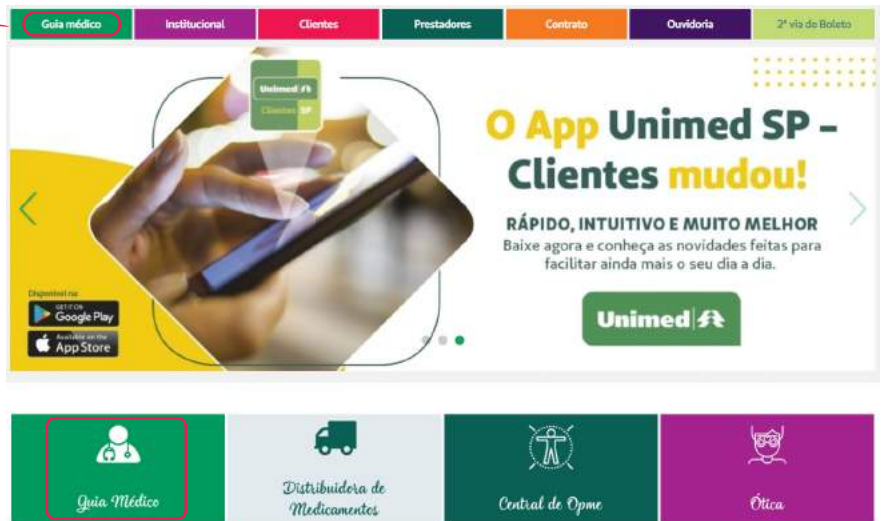 Guia médico Institucional Clientes Prestadores Contrato Ouvidoria 2ª via do Boleto
Unimed
Clientes SP
O App Unimed SP –
Clientes mudou!
RÁPIDO, INTUITIVO E MUITO MELHOR
Baixe agora e conheça as novidades feitas para
facilitar ainda mais o seu dia a dia.
Disponível na:
GET IT ON
Google Play
Available on the
App Store
Unimed
Guia Médico
Distribuidora de
Medicamentos
Central de Opme
Ótica